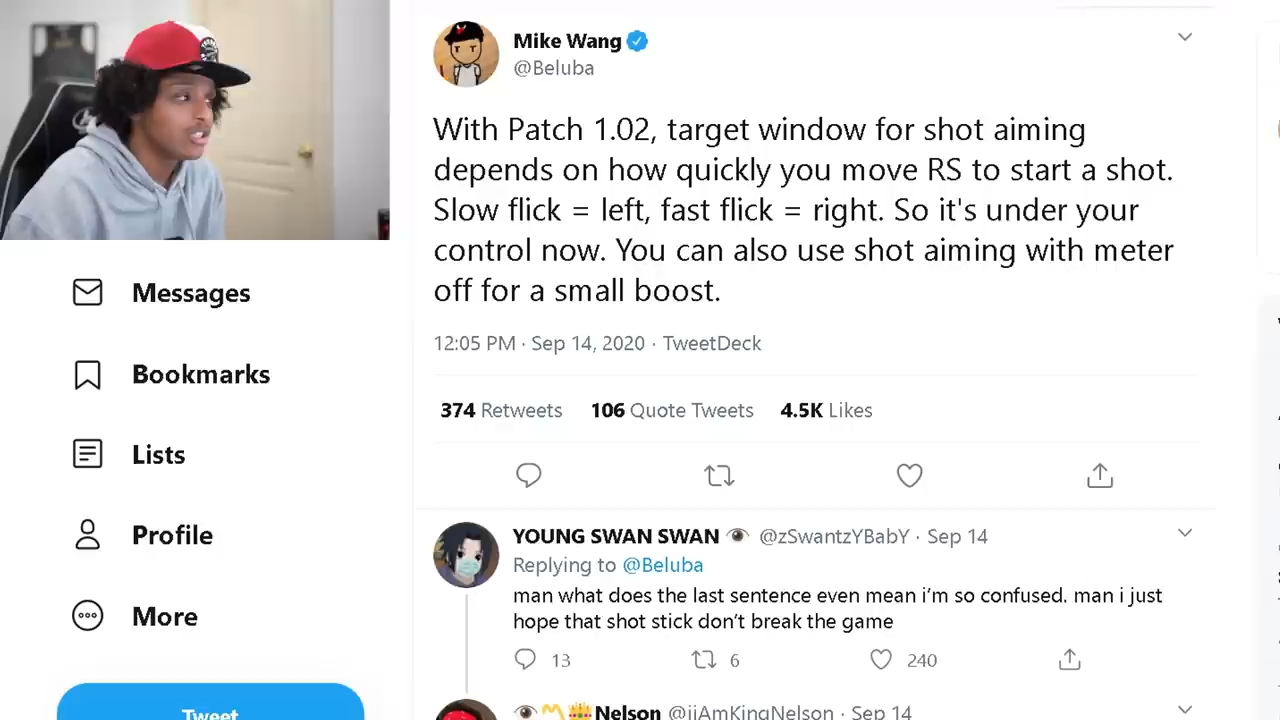 Mike Wang
@Beluba
With Patch 1.02, target window for shot aiming
depends on how quickly you move RS to start a shot.
Slow flick = left, fast flick = right. So it's under your
control now. You can also use shot aiming with meter
off for a small boost.
12:05 PM · Sep 14, 2020 · TweetDeck
374 Retweets 106 Quote Tweets 4.5K Likes
Messages
Bookmarks
Lists
Profile
More
Tweet
YOUNG SWAN SWAN 👁 @zSwantzYBabY · Sep 14
Replying to @Beluba
man what does the last sentence even mean i'm so confused. man i just
hope that shot stick don't break the game
13 6 240
Nelson @iiAmKingNelson · Sep 14